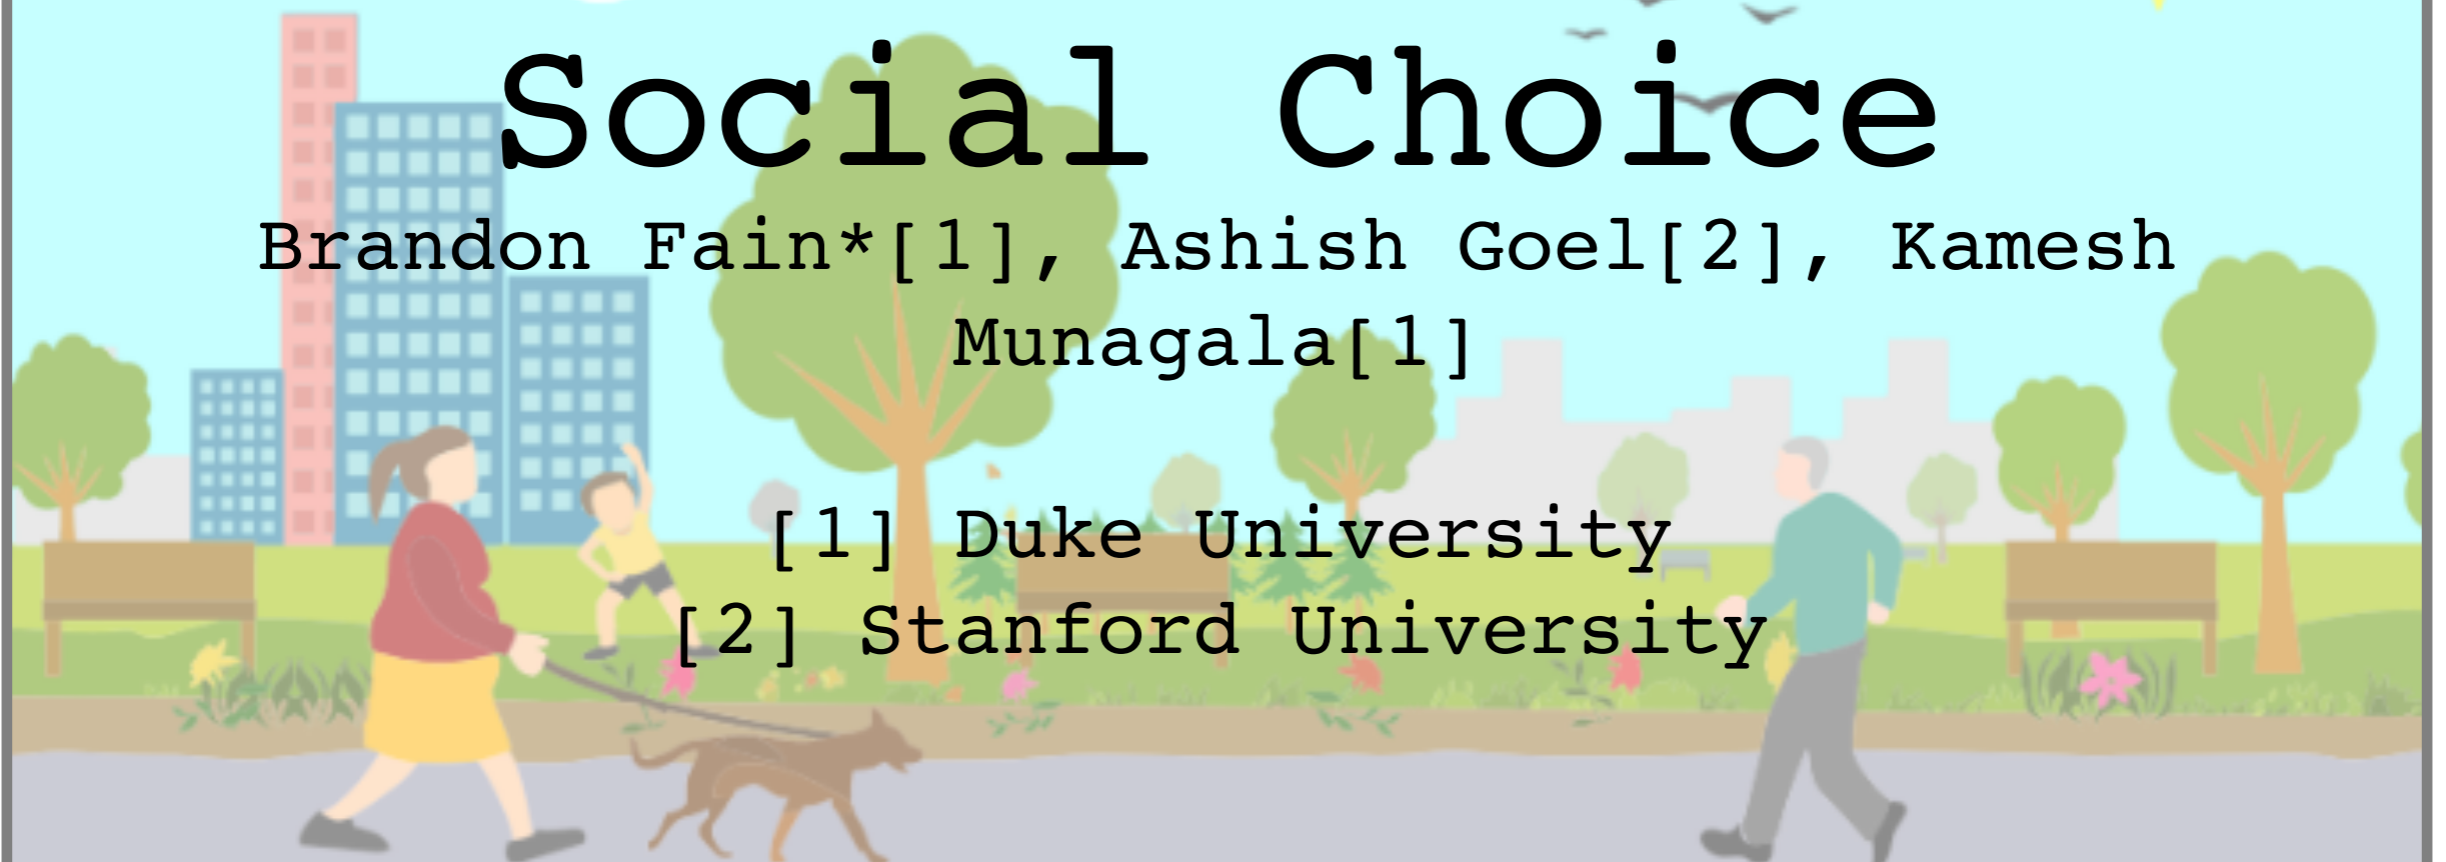 Social Choice
Brandon Fain*[1], Ashish Goel[2], Kamesh
Munagala[1]
[1] Duke University
[2] Stanford University